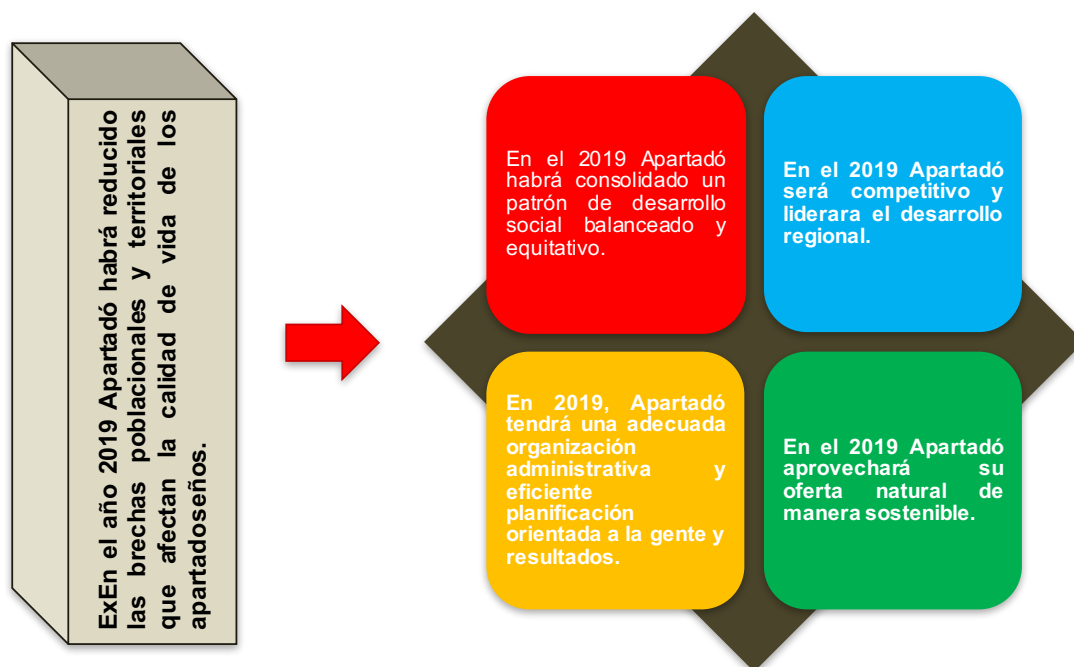 ExEn el año 2019 Apartadó habrá reducido
las brechas poblacionales y territoriales
que afectan la calidad de vida de los
apartadoseños.
En el 2019 Apartadó
habrá consolidado un
patrón de desarrollo
social balanceado y
equitativo.
En el 2019 Apartadó
será competitivo y
liderara el desarrollo
regional.
En 2019, Apartadó
tendrá una adecuada
organización
administrativa y
eficiente
planificación
orientada a la gente y
resultados.
En el 2019 Apartadó
aprovechará su
oferta natural de
manera sostenible.